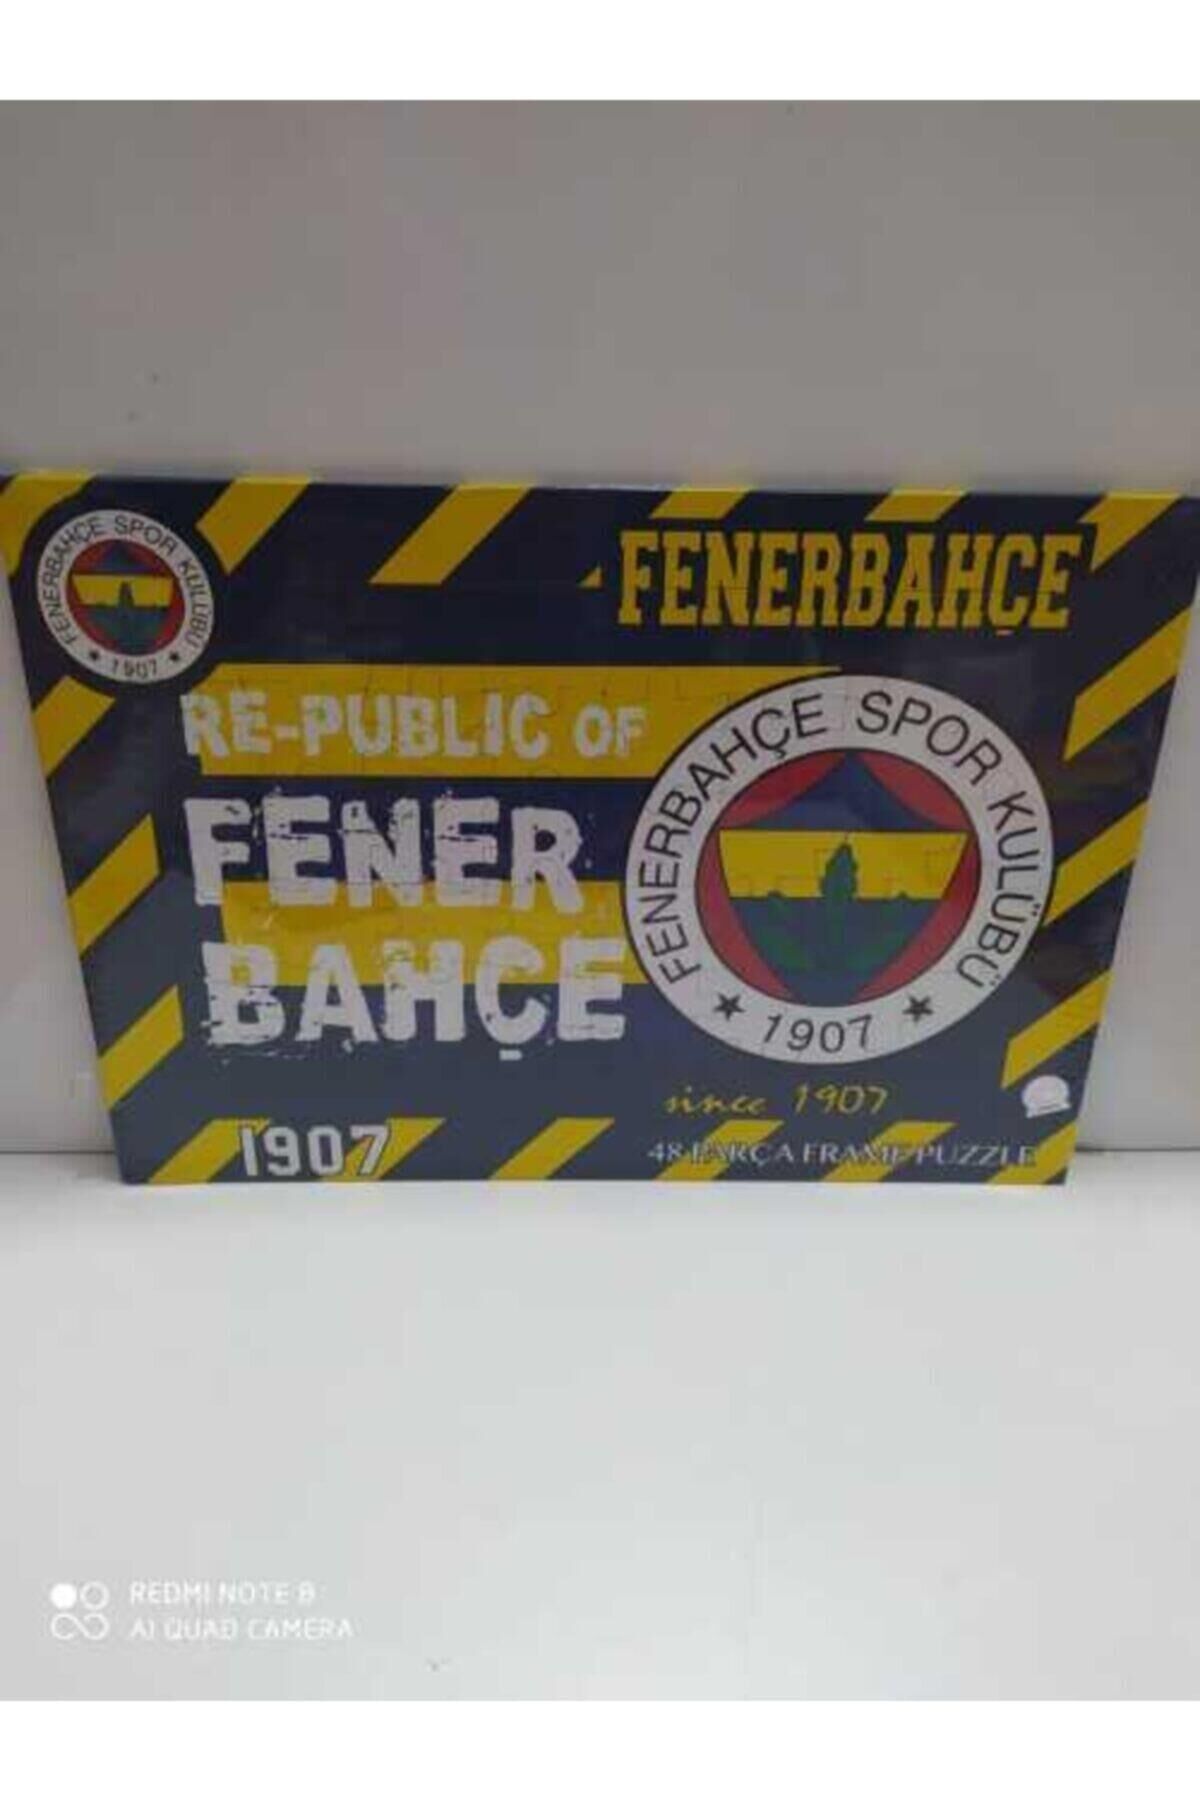 FENERBAHÇE SPOR KULÜBÜ
★ 1907 ★
FENERBAHÇE
RE-PUBLIC OF
FENER
BAHÇE
FENERBAHÇE SPOR KULÜBÜ
★ 1907 ★
since 1907
1907
48 PARÇA FRAME PUZZLE
REDMI NOTE 8
AI QUAD CAMERA